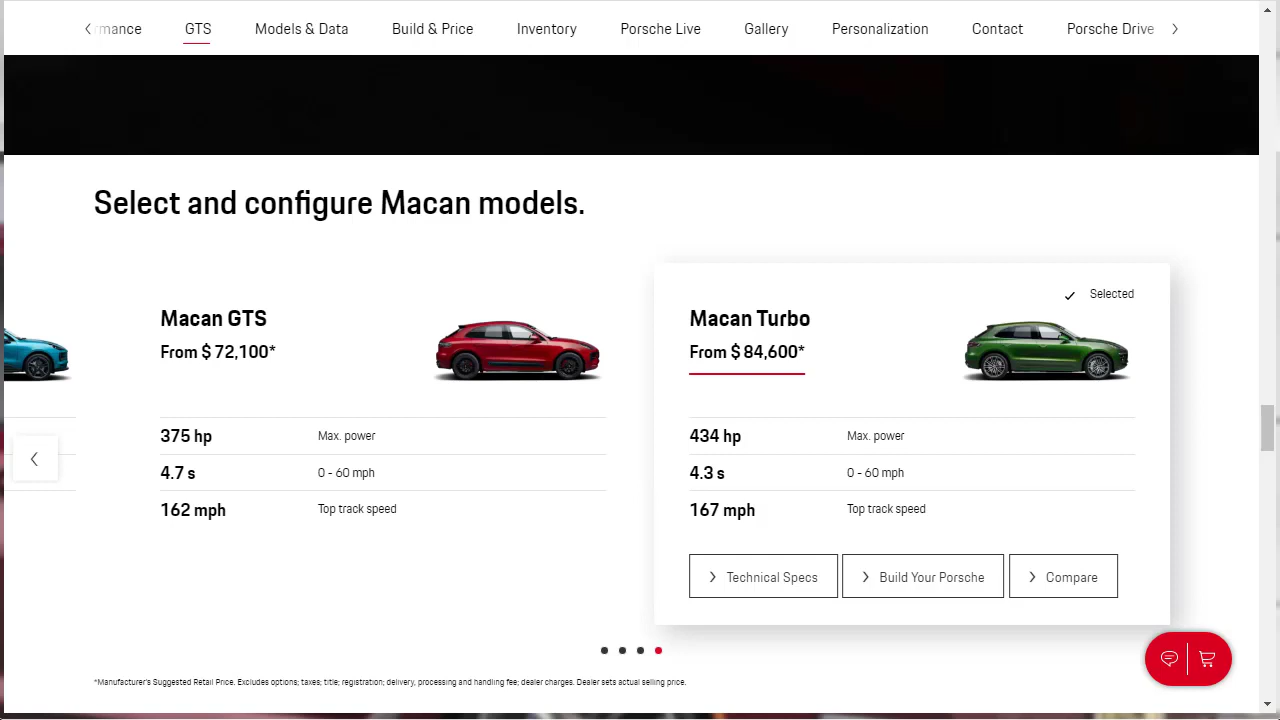 rmance GTS Models & Data Build & Price Inventory Porsche Live Gallery Personalization Contact Porsche Drive
Select and configure Macan models.
Macan GTS
From $ 72,100*
375 hp Max. power
4.7 s 0 - 60 mph
162 mph Top track speed
Selected
Macan Turbo
From $ 84,600*
434 hp Max. power
4.3 s 0 - 60 mph
167 mph Top track speed
Technical Specs Build Your Porsche Compare
*Manufacturer's Suggested Retail Price. Excludes options; taxes; title; registration; delivery, processing and handling fee; dealer charges. Dealer sets actual selling price.